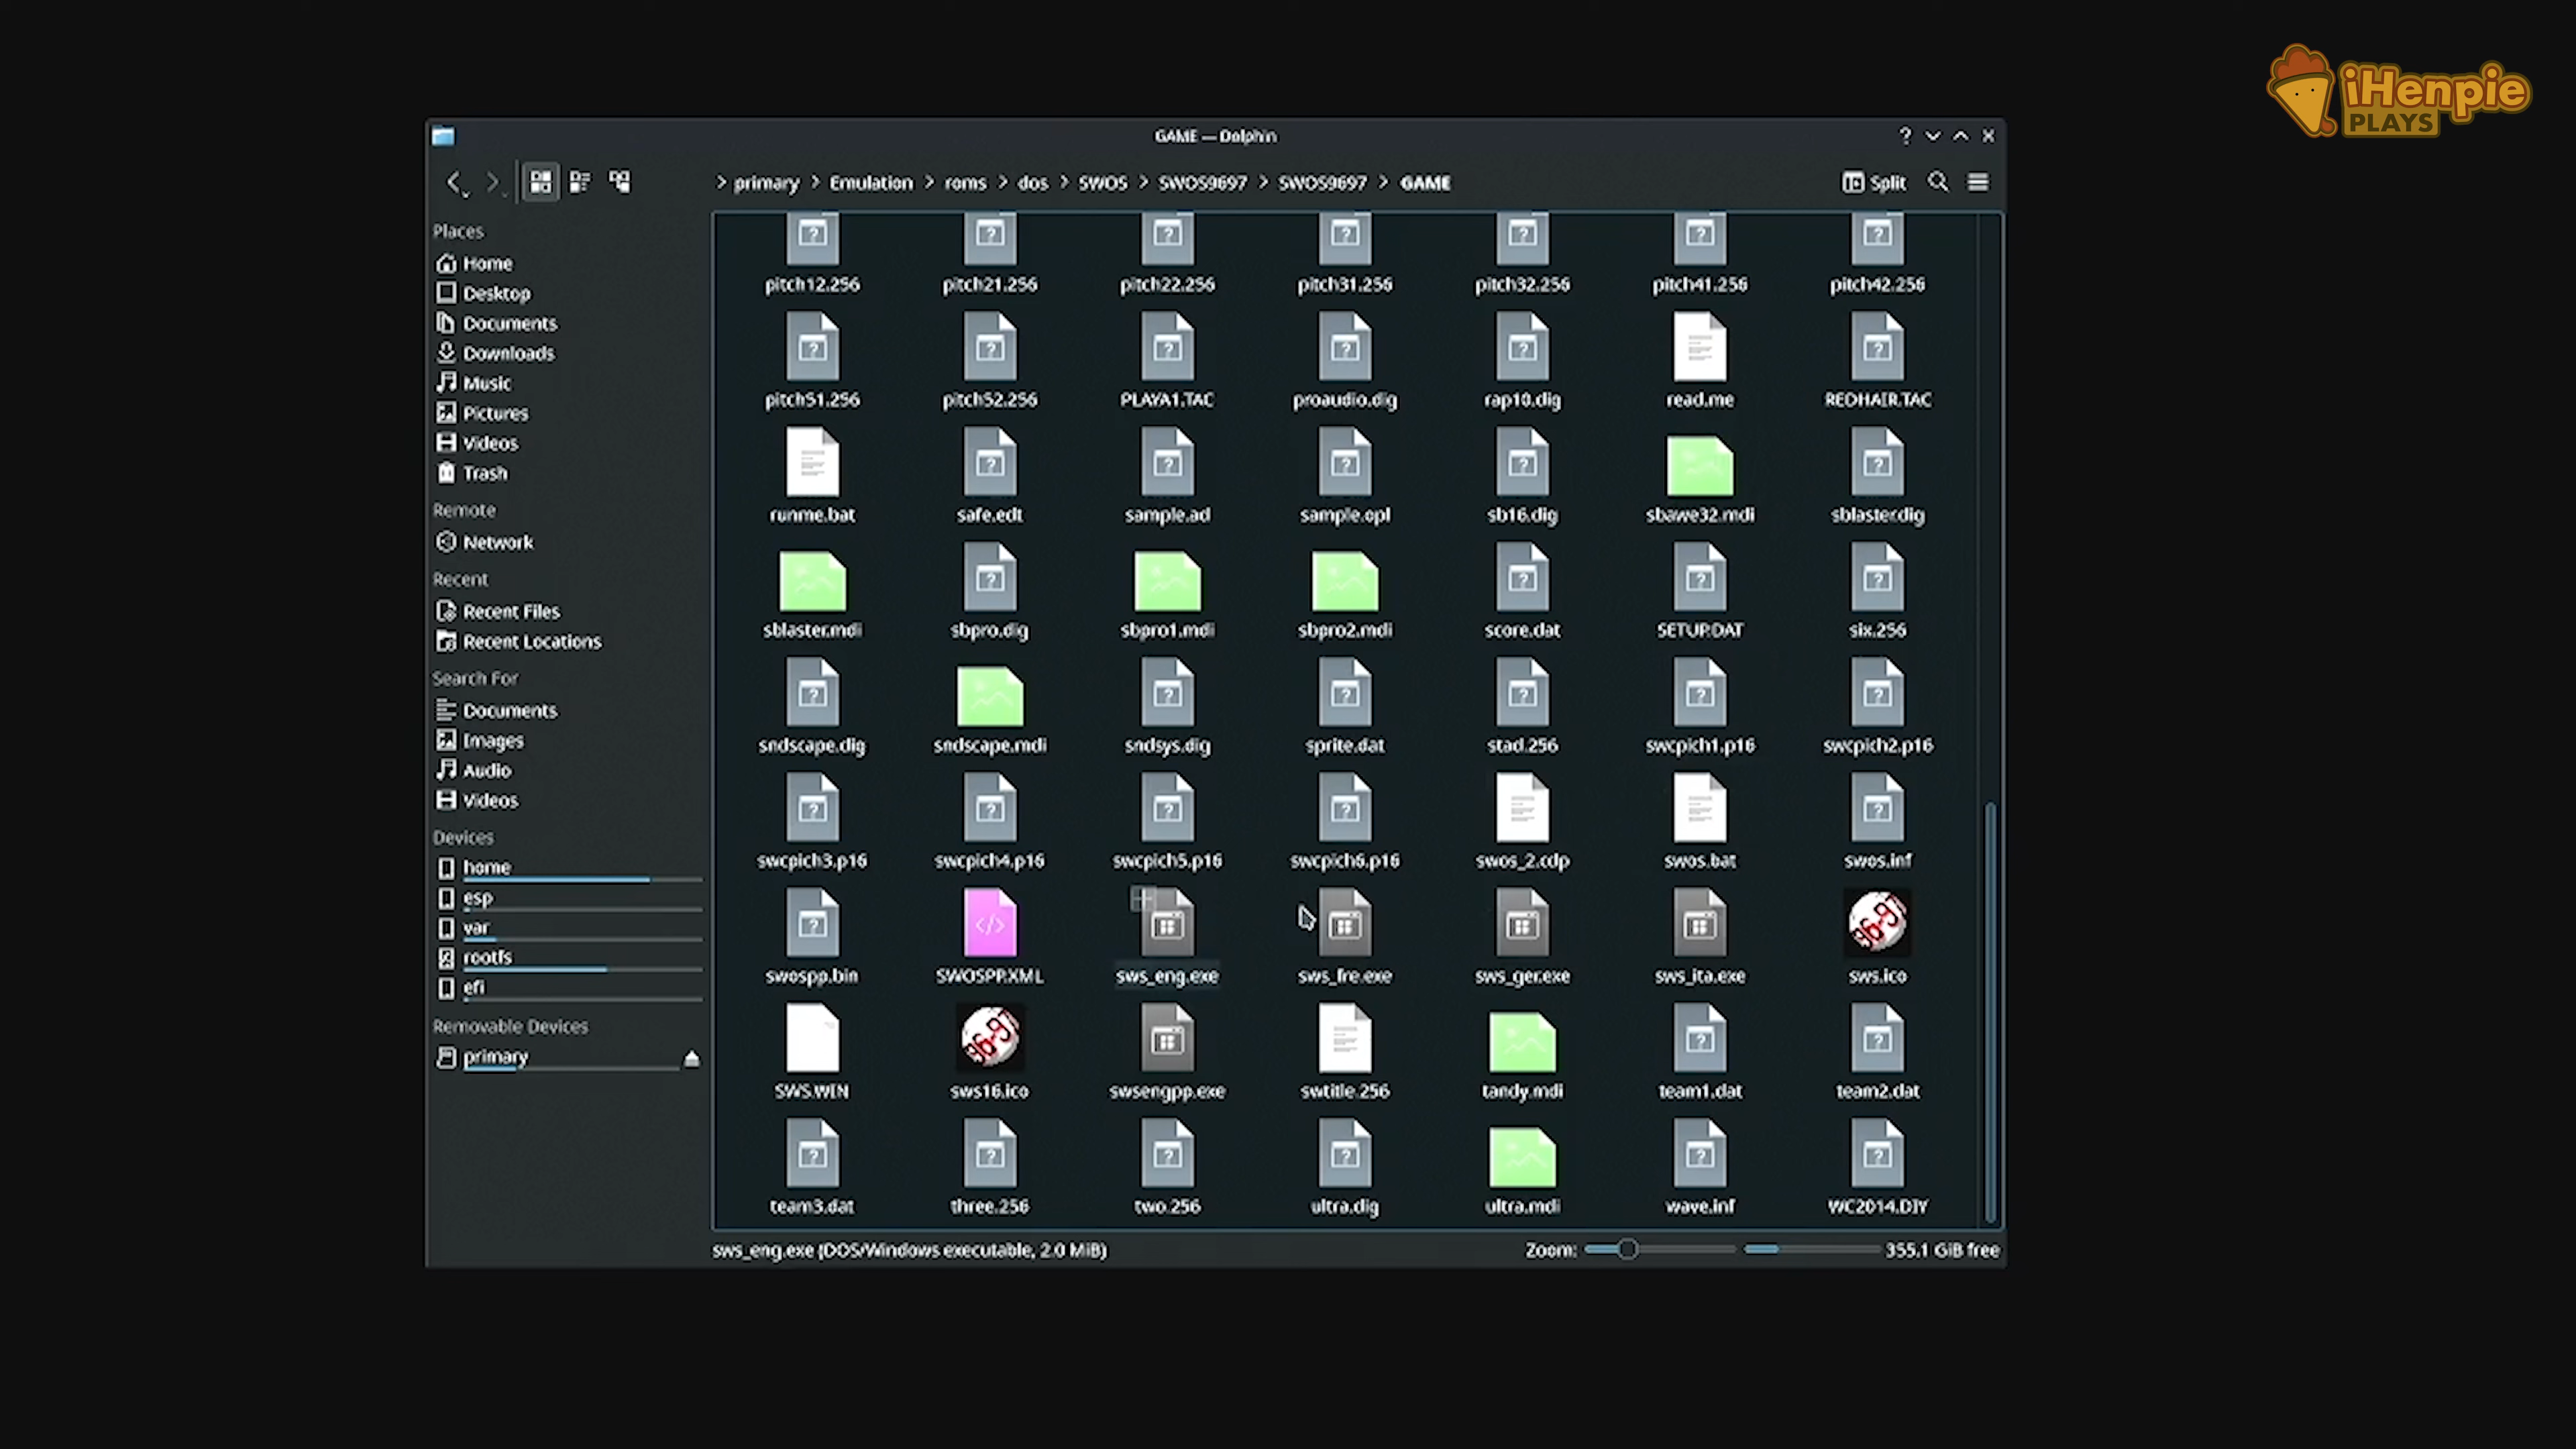 iHenpie
PLAYS
GAME — Dolphin
primary > Emulation > roms > dos > SWOS > SWOS9697 > SWOS9697 > GAME
Split
Places
Home
Desktop
Documents
Downloads
Music
Pictures
Videos
Trash
Remote
Network
Recent
Recent Files
Recent Locations
Search For
Documents
Images
Audio
Videos
Devices
home
esp
var
rootfs
efi
Removable Devices
primary
pitch12.256 pitch21.256 pitch22.256 pitch31.256 pitch32.256 pitch41.256 pitch42.256
pitch51.256 pitch52.256 PLAYA1.TAC proaudio.dig rap10.dig read.me REDHAIR.TAC
runme.bat safe.edt sample.ad sample.opl sb16.dig sbawe32.mdi sblaster.dig
sblaster.mdi sbpro.dig sbpro1.mdi sbpro2.mdi score.dat SETUP.DAT six.256
sndscape.dig sndscape.mdi sndsys.dig sprite.dat stad.256 swcpich1.p16 swcpich2.p16
swcpich3.p16 swcpich4.p16 swcpich5.p16 swcpich6.p16 swos_2.cdp swos.bat swos.inf
swospp.bin SWOSPP.XML sws_eng.exe sws_fre.exe sws_ger.exe sws_ita.exe sws.ico
SWS.WIN sws16.ico swsengpp.exe swtitle.256 tandy.mdi team1.dat team2.dat
team3.dat three.256 two.256 ultra.dig ultra.mdi wave.inf WC2014.DIY
sws_eng.exe (DOS/Windows executable, 2.0 MiB)
Zoom:
355.1 GiB free